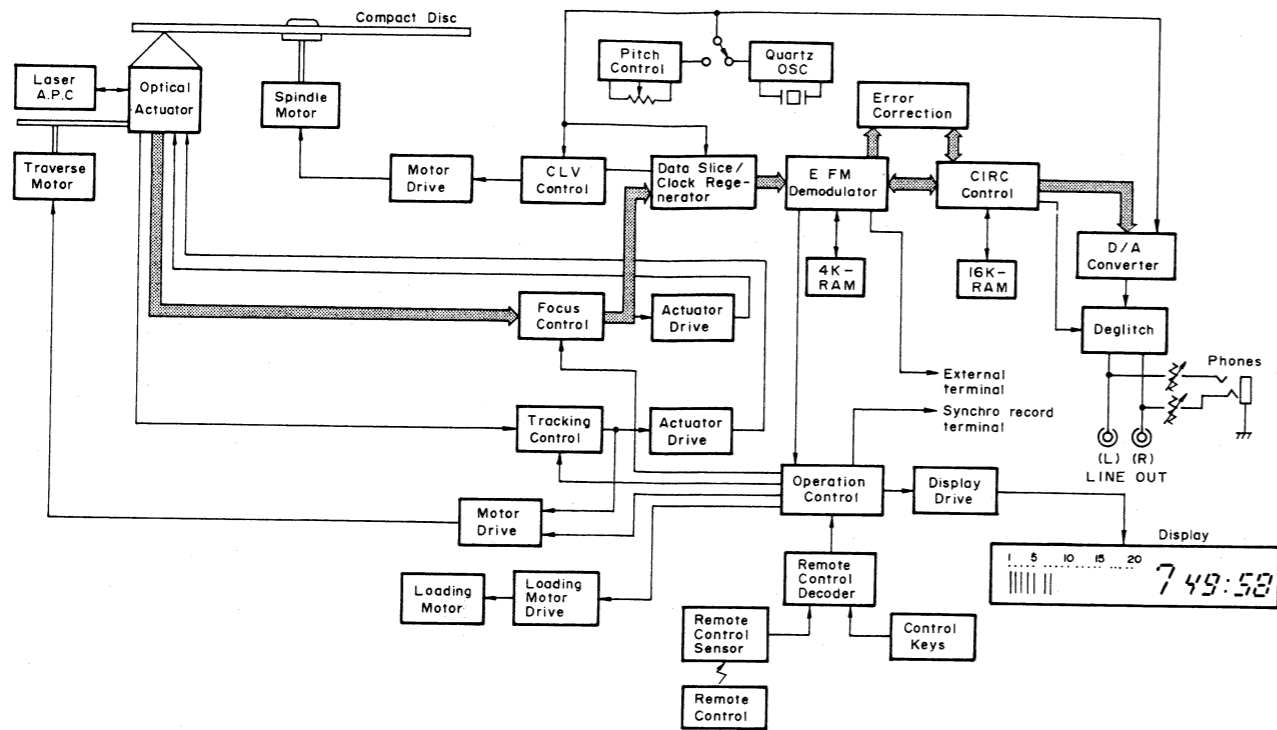 Compact Disc
Laser
A.P.C
Optical
Actuator
Spindle
Motor
Traverse
Motor
Pitch
Control
Quartz
OSC
Error
Correction
Motor
Drive
CLV
Control
Data Slice/
Clock Rege-
nerator
E FM
Demodulator
CIRC
Control
4K-
RAM
16K-
RAM
D/A
Converter
Deglitch
Phones
(L) (R)
LINE OUT
Focus
Control
Actuator
Drive
External
terminal
Synchro record
terminal
Tracking
Control
Actuator
Drive
Operation
Control
Display
Drive
Motor
Drive
Display
1 5 10 15 20
7 49:58
Loading
Motor
Loading
Motor
Drive
Remote
Control
Decoder
Remote
Control
Sensor
Control
Keys
Remote
Control